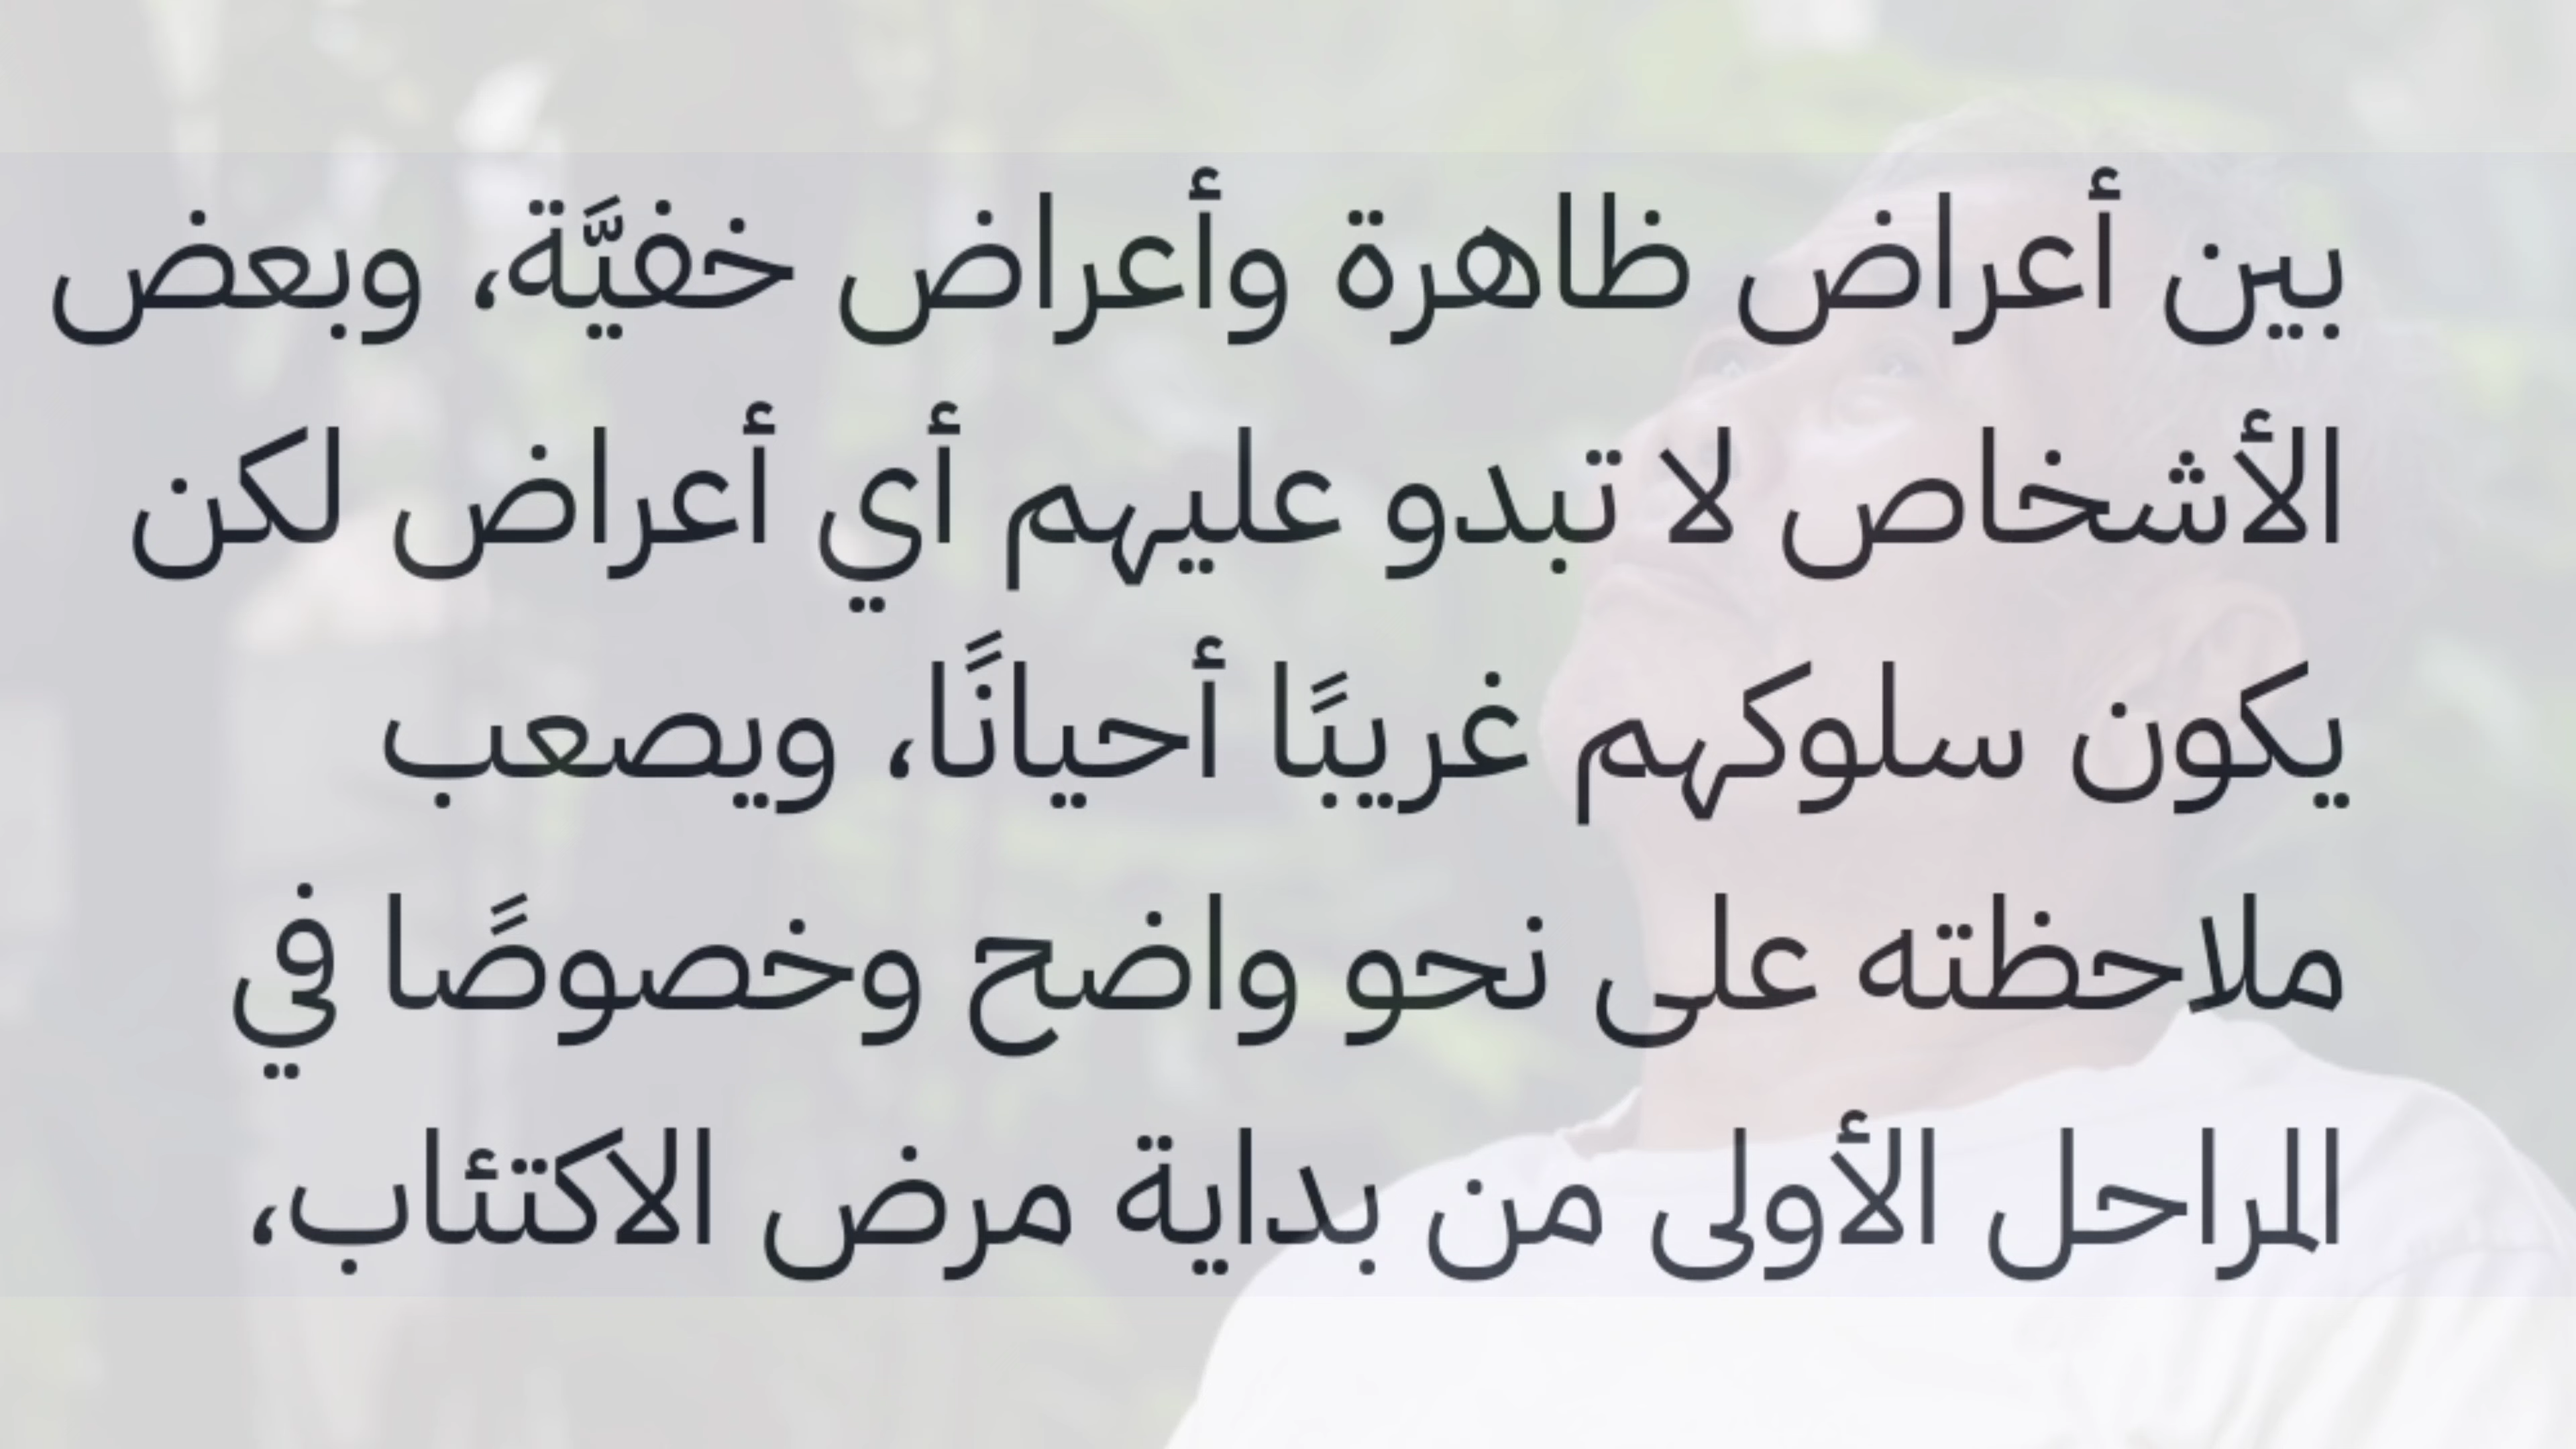 بين أعراض ظاهرة وأعراض خفيَّة، وبعض
الأشخاص لا تبدو عليهم أي أعراض لكن
يكون سلوكهم غريبًا أحيانًا، ويصعب
ملاحظته على نحو واضح وخصوصًا في
المراحل الأولى من بداية مرض الاكتئاب،